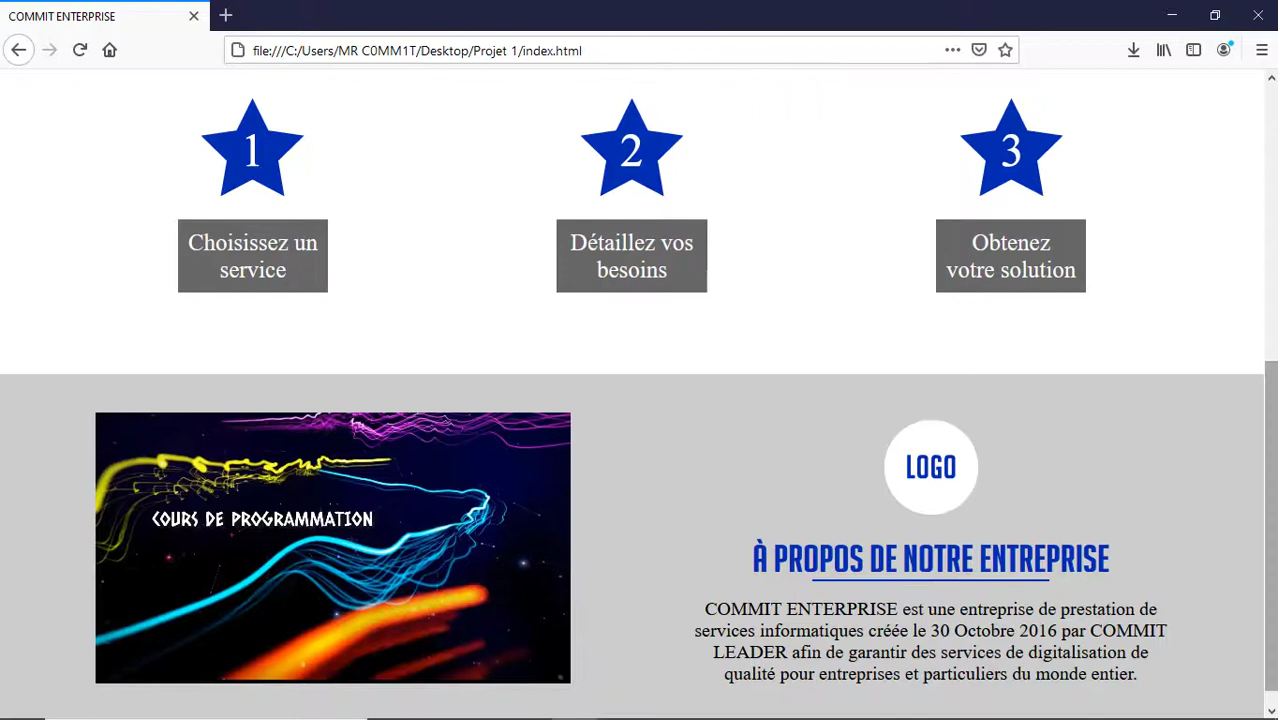 COMMIT ENTERPRISE
file:///C:/Users/MR C0MM1T/Desktop/Projet 1/index.html
1
2
3
Choisissez un
service
Détaillez vos
besoins
Obtenez
votre solution
COURS DE PROGRAMMATION
LOGO
À PROPOS DE NOTRE ENTREPRISE
COMMIT ENTERPRISE est une entreprise de prestation de
services informatiques créée le 30 Octobre 2016 par COMMIT
LEADER afin de garantir des services de digitalisation de
qualité pour entreprises et particuliers du monde entier.